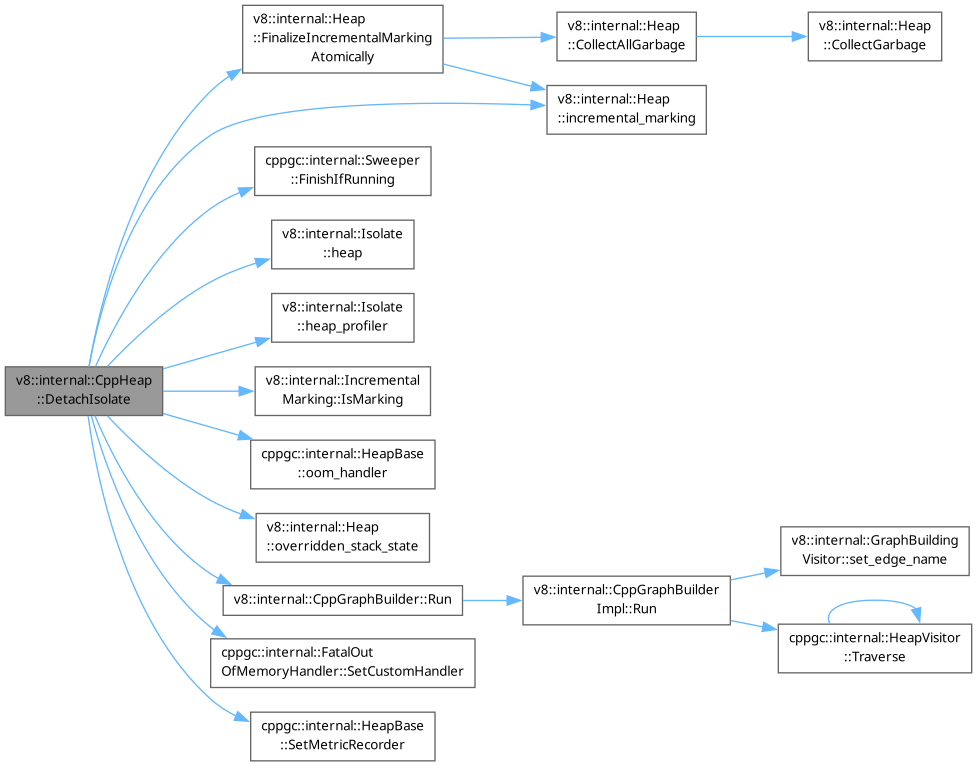 v8::internal::Heap
::FinalizeIncrementalMarking
Atomically
v8::internal::Heap
::CollectAllGarbage
v8::internal::Heap
::CollectGarbage
v8::internal::Heap
::incremental_marking
cppgc::internal::Sweeper
::FinishIfRunning
v8::internal::Isolate
::heap
v8::internal::Isolate
::heap_profiler
v8::internal::CppHeap
::DetachIsolate
v8::internal::Incremental
Marking::IsMarking
cppgc::internal::HeapBase
::oom_handler
v8::internal::Heap
::overridden_stack_state
v8::internal::CppGraphBuilder::Run
v8::internal::CppGraphBuilder
Impl::Run
v8::internal::GraphBuilding
Visitor::set_edge_name
cppgc::internal::HeapVisitor
::Traverse
cppgc::internal::FatalOut
OfMemoryHandler::SetCustomHandler
cppgc::internal::HeapBase
::SetMetricRecorder